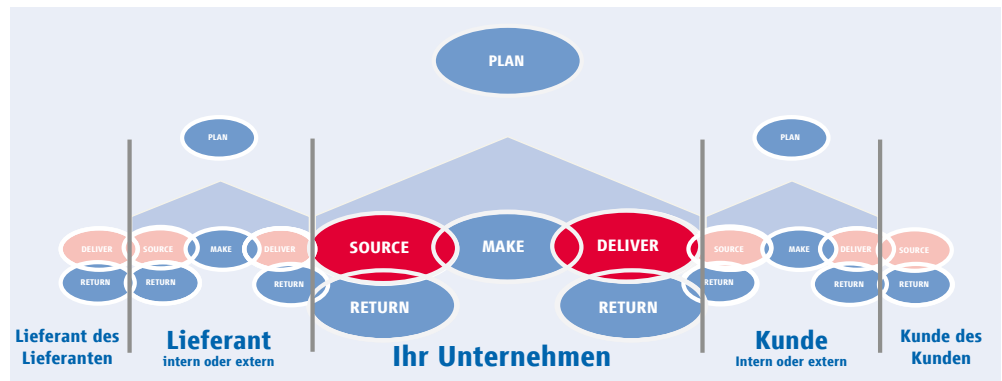 PLAN
PLAN
PLAN
DELIVER
SOURCE
MAKE
DELIVER
SOURCE
MAKE
DELIVER
SOURCE
MAKE
DELIVER
SOURCE
RETURN
RETURN
RETURN
RETURN
RETURN
RETURN
RETURN
RETURN
Lieferant des
Lieferanten
Lieferant
intern oder extern
Ihr Unternehmen
Kunde
Intern oder extern
Kunde des
Kunden